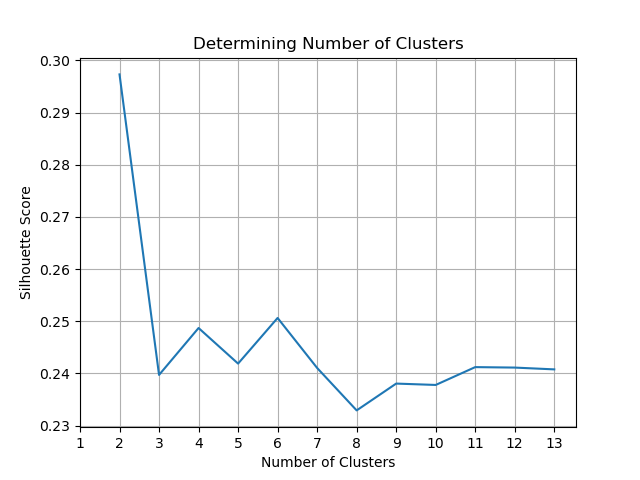 Determining Number of Clusters
0.30
0.29
0.28
0.27
0.26
0.25
0.24
0.23
Silhouette Score
1 2 3 4 5 6 7 8 9 10 11 12 13
Number of Clusters